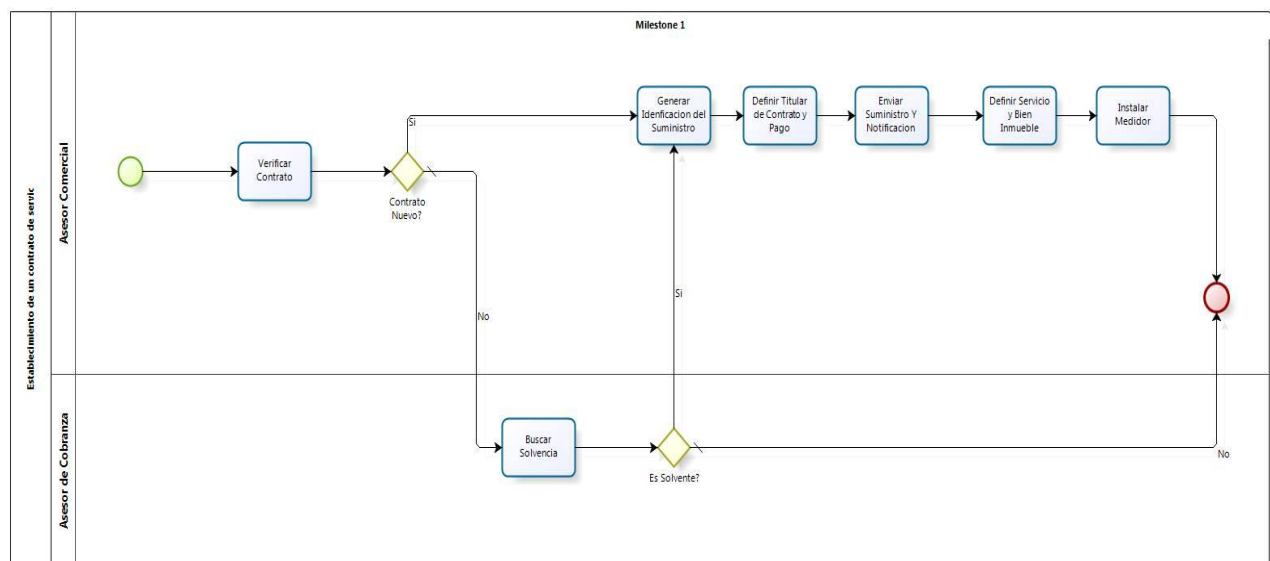 Milestone 1
Establecimiento de un contrato de servic
Asesor Comercial
Verificar
Contrato
Si
Contrato
Nuevo?
No
Generar
Idenficacion del
Suministro
Definir Titular
de Contrato y
Pago
Enviar
Suministro Y
Notificacion
Definir Servicio
y Bien
Inmueble
Instalar
Medidor
Si
Asesor de Cobranza
Buscar
Solvencia
Es Solvente?
No